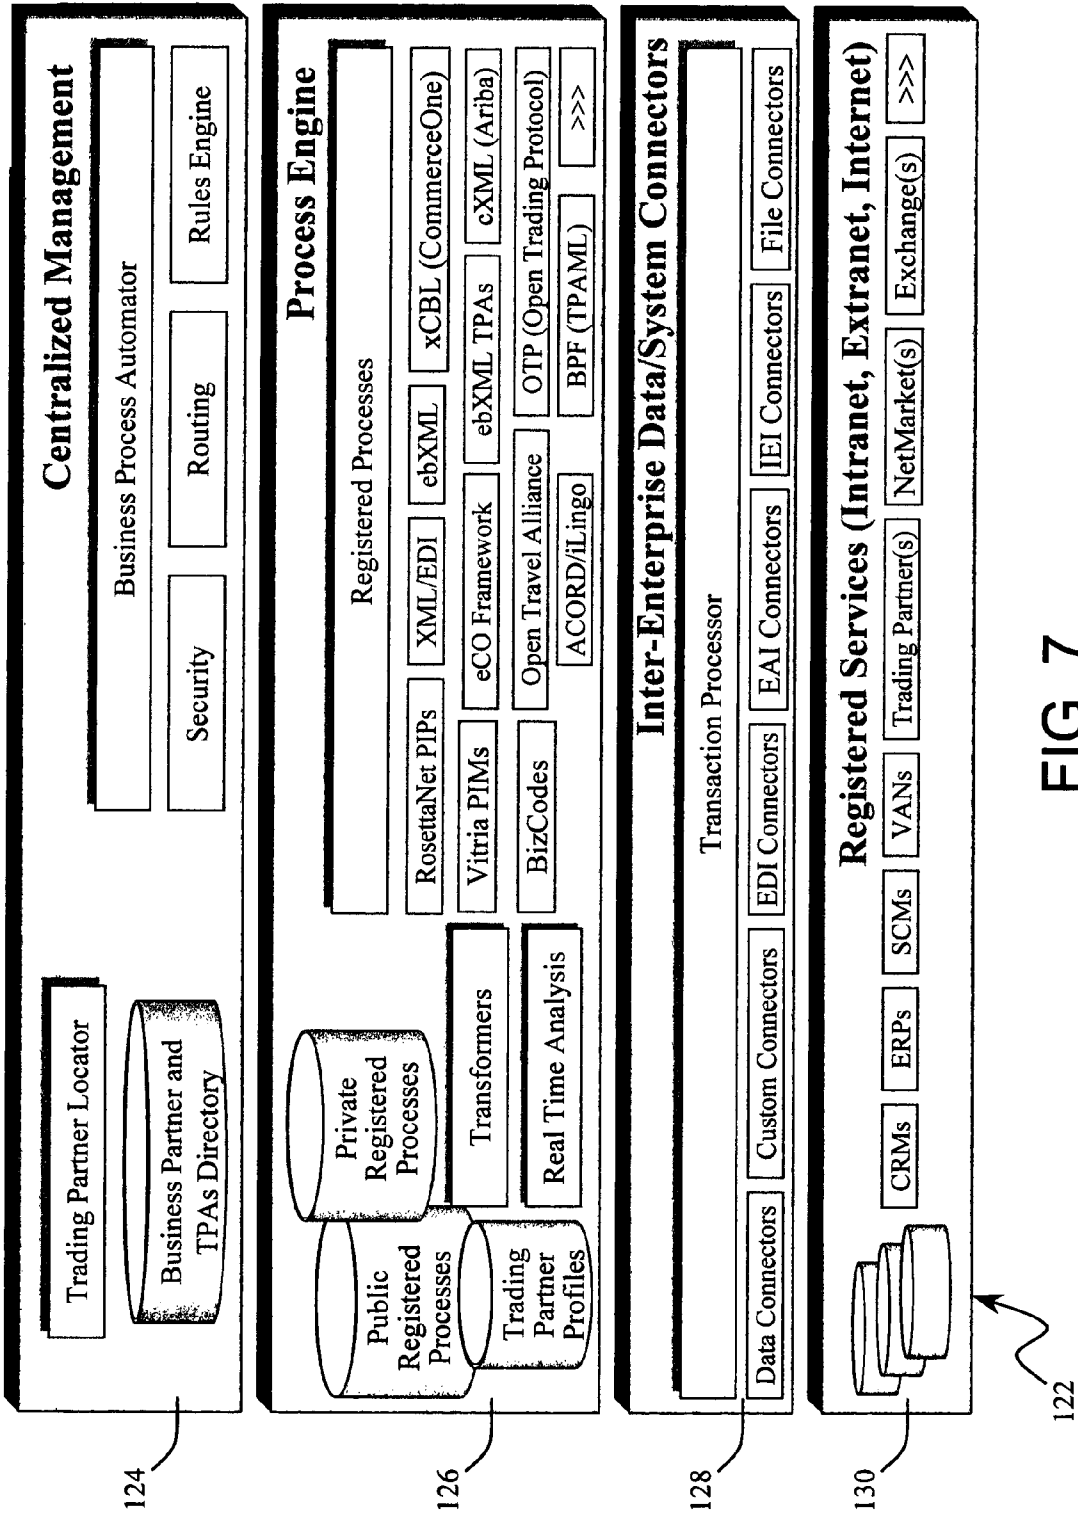 Centralized Management
Trading Partner Locator
Business Process Automator
Business Partner and
TPAs Directory
Security
Routing
Rules Engine
124
Process Engine
Private
Registered
Processes
Registered Processes
Public
Registered
Processes
RosettaNet PIPs
XML/EDI
ebXML
xCBL (CommerceOne)
Transformers
Vitria PIMs
eCO Framework
ebXML TPAs
cXML (Ariba)
Trading
Partner
Profiles
Real Time Analysis
BizCodes
Open Travel Alliance
OTP (Open Trading Protocol)
ACORD/iLingo
BPF (TPAML)
>>>
126
Inter-Enterprise Data/System Connectors
Transaction Processor
Data Connectors
Custom Connectors
EDI Connectors
EAI Connectors
IEI Connectors
File Connectors
128
Registered Services (Intranet, Extranet, Internet)
CRMs
ERPs
SCMs
VANs
Trading Partner(s)
NetMarket(s)
Exchange(s)
>>>
130
122
FIG. 7